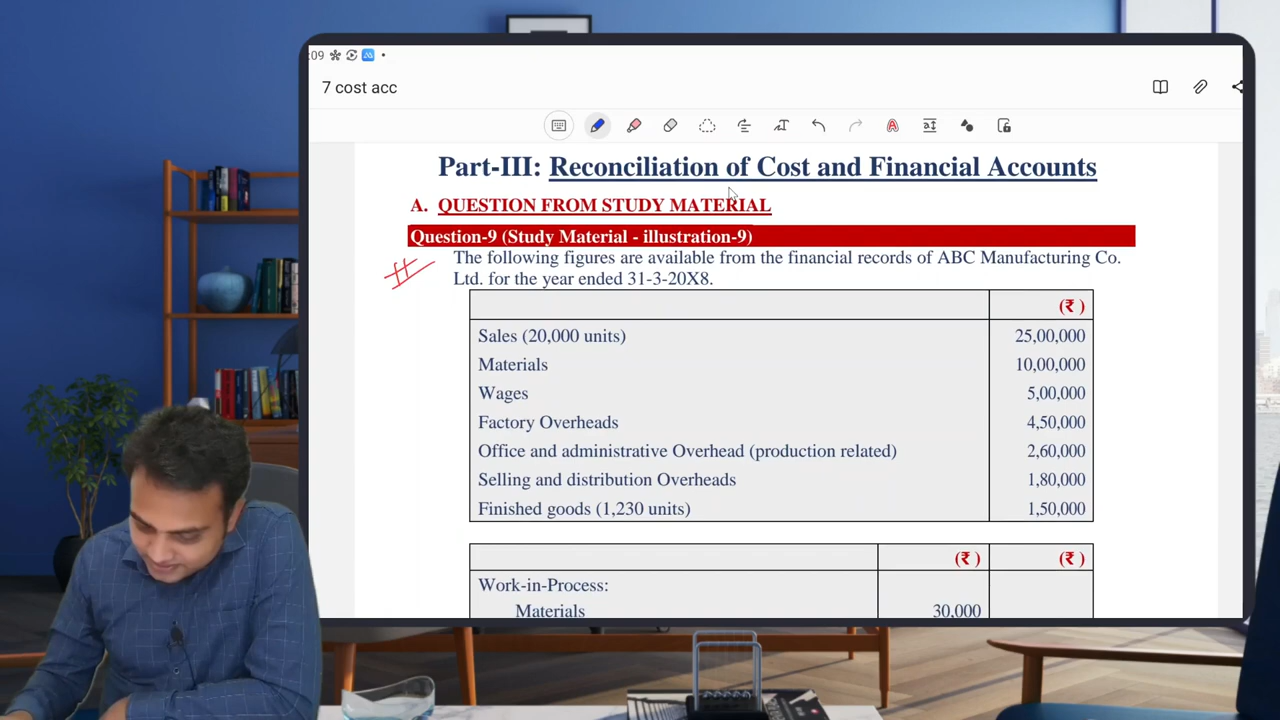 :09
7 cost acc
Part-III: Reconciliation of Cost and Financial Accounts
A. QUESTION FROM STUDY MATERIAL
Question-9 (Study Material - illustration-9)
The following figures are available from the financial records of ABC Manufacturing Co.
Ltd. for the year ended 31-3-20X8.
(₹ )
Sales (20,000 units) 25,00,000
Materials 10,00,000
Wages 5,00,000
Factory Overheads 4,50,000
Office and administrative Overhead (production related) 2,60,000
Selling and distribution Overheads 1,80,000
Finished goods (1,230 units) 1,50,000
(₹ ) (₹ )
Work-in-Process:
Materials 30,000